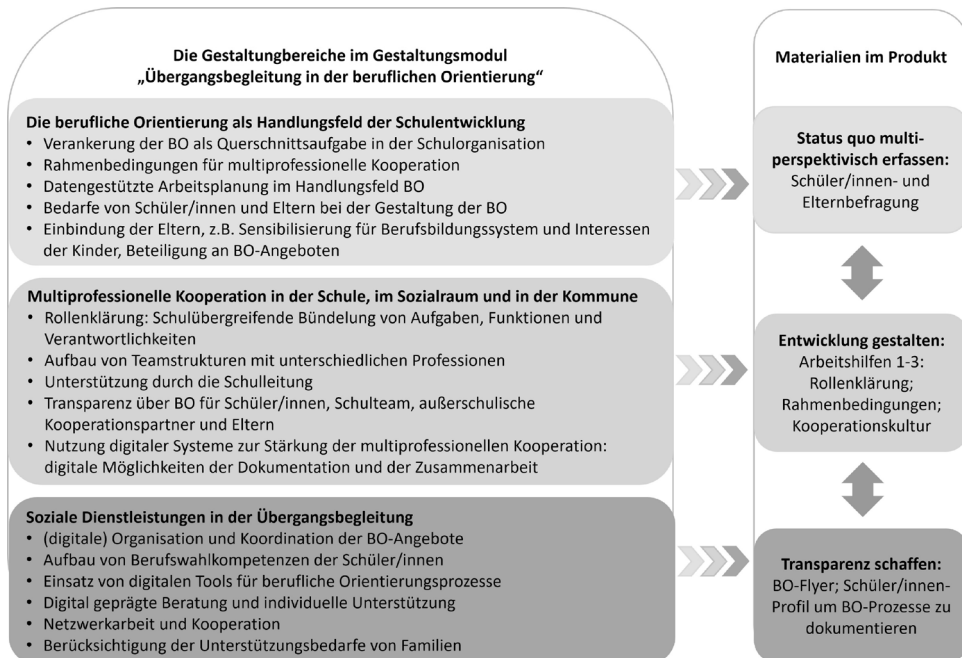 Die Gestaltungbereiche im Gestaltungsmodul
„Übergangsbegleitung in der beruflichen Orientierung“
Die berufliche Orientierung als Handlungsfeld der Schulentwicklung
• Verankerung der BO als Querschnittsaufgabe in der Schulorganisation
• Rahmenbedingungen für multiprofessionelle Kooperation
• Datengestützte Arbeitsplanung im Handlungsfeld BO
• Bedarfe von Schüler/innen und Eltern bei der Gestaltung der BO
• Einbindung der Eltern, z.B. Sensibilisierung für Berufsbildungssystem und Interessen
der Kinder, Beteiligung an BO-Angeboten
Multiprofessionelle Kooperation in der Schule, im Sozialraum und in der Kommune
• Rollenklärung: Schulübergreifende Bündelung von Aufgaben, Funktionen und
Verantwortlichkeiten
• Aufbau von Teamstrukturen mit unterschiedlichen Professionen
• Unterstützung durch die Schulleitung
• Transparenz über BO für Schüler/innen, Schulteam, außerschulische
Kooperationspartner und Eltern
• Nutzung digitaler Systeme zur Stärkung der multiprofessionellen Kooperation:
digitale Möglichkeiten der Dokumentation und der Zusammenarbeit
Soziale Dienstleistungen in der Übergangsbegleitung
• (digitale) Organisation und Koordination der BO-Angebote
• Aufbau von Berufswahlkompetenzen der Schüler/innen
• Einsatz von digitalen Tools für berufliche Orientierungsprozesse
• Digital geprägte Beratung und individuelle Unterstützung
• Netzwerkarbeit und Kooperation
• Berücksichtigung der Unterstützungsbedarfe von Familien
Materialien im Produkt
Status quo multi-
perspektivisch erfassen:
Schüler/innen- und
Elternbefragung
Entwicklung gestalten:
Arbeitshilfen 1-3:
Rollenklärung;
Rahmenbedingungen;
Kooperationskultur
Transparenz schaffen:
BO-Flyer; Schüler/innen-
Profil um BO-Prozesse zu
dokumentieren